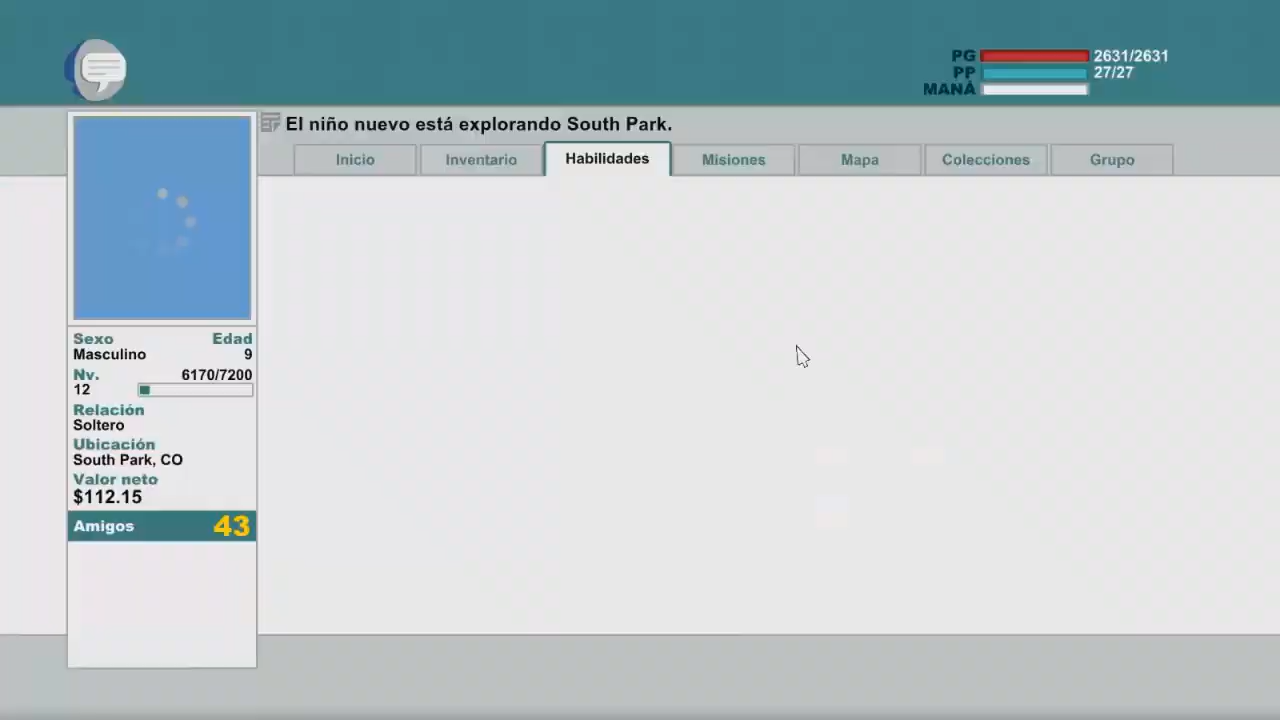 PG 2631/2631
PP 27/27
MANÁ
El niño nuevo está explorando South Park.
Inicio Inventario Habilidades Misiones Mapa Colecciones Grupo
Sexo Edad
Masculino 9
Nv. 6170/7200
12
Relación
Soltero
Ubicación
South Park, CO
Valor neto
$112.15
Amigos 43